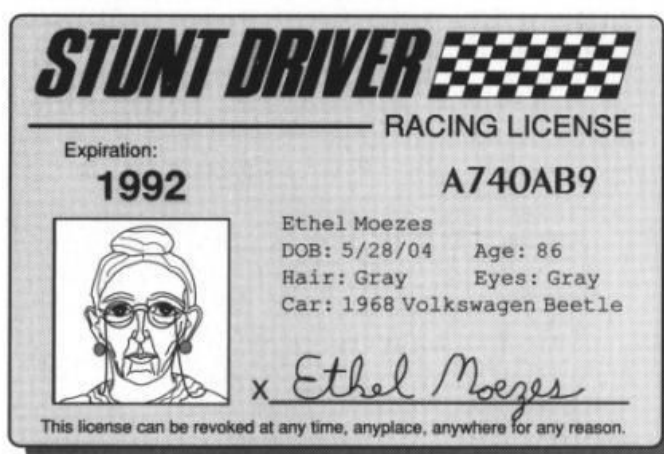 STUNT DRIVER
RACING LICENSE
Expiration:
1992
A740AB9
Ethel Moezes
DOB: 5/28/04 Age: 86
Hair: Gray Eyes: Gray
Car: 1968 Volkswagen Beetle
x Ethel Moezes
This license can be revoked at any time, anyplace, anywhere for any reason.